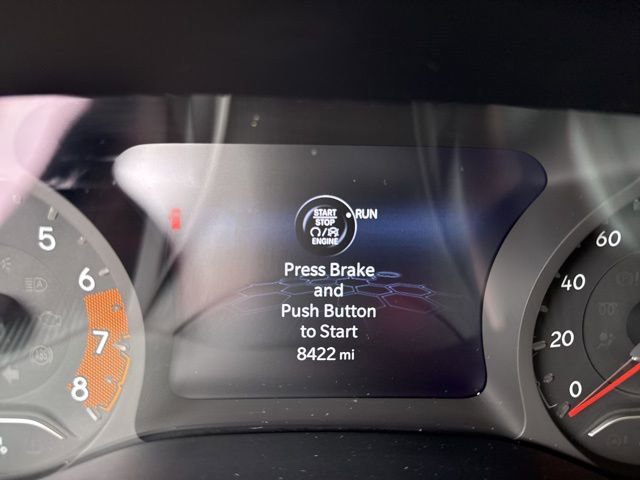 START
STOP
RUN
ENGINE
Press Brake
and
Push Button
to Start
8422 mi
5
6
7
8
60
40
20
0